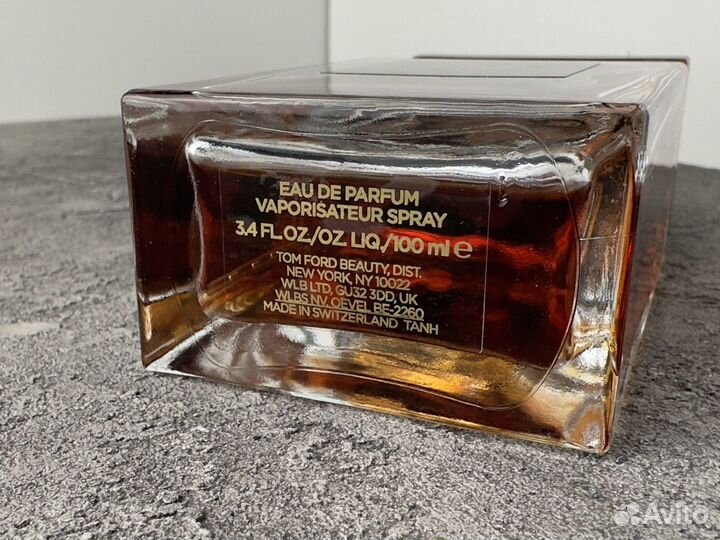 EAU DE PARFUM
VAPORISATEUR SPRAY
3.4 FL.OZ./OZ. LIQ./100 ml ℮
TOM FORD BEAUTY, DIST.
NEW YORK, NY 10022
WLB LTD, GU32 3DD, UK
WLBS NV, OEVEL BE-2260
MADE IN SWITZERLAND TANH
Avito